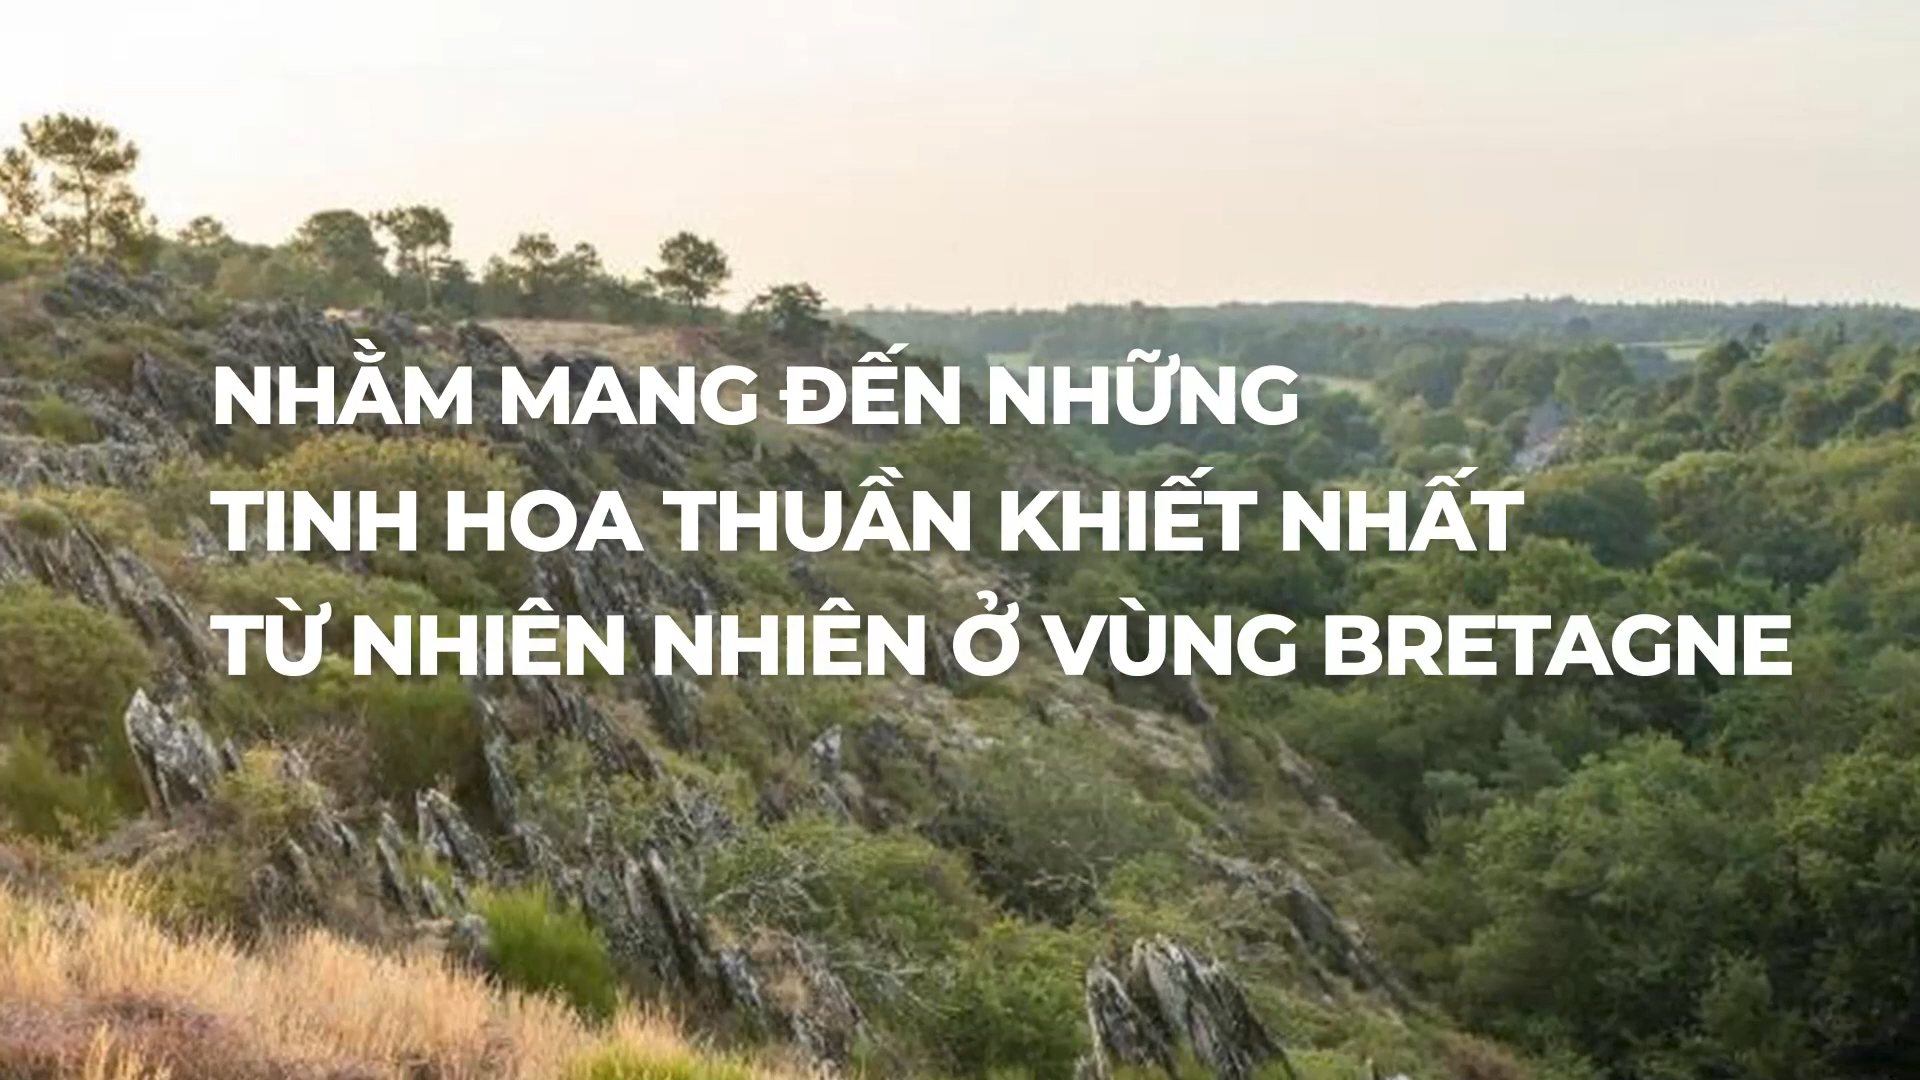 NHẰM MANG ĐẾN NHỮNG
TINH HOA THUẦN KHIẾT NHẤT
TỪ NHIÊN NHIÊN Ở VÙNG BRETAGNE